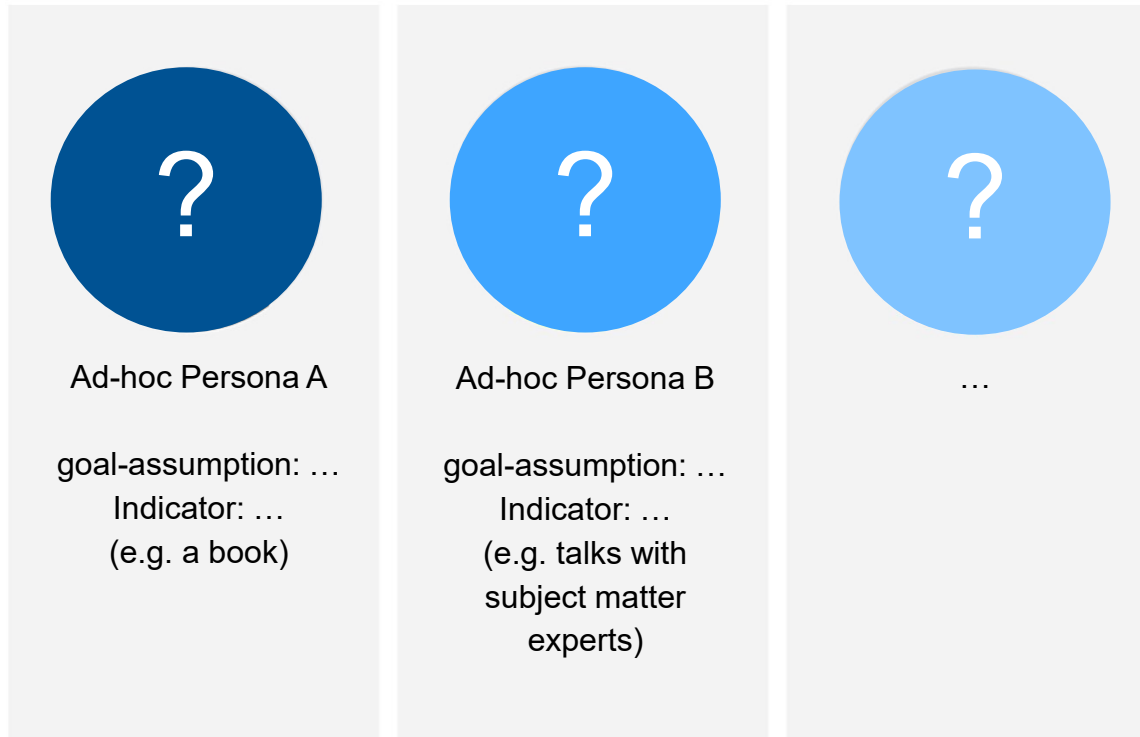 ?
Ad-hoc Persona A
goal-assumption: …
Indicator: …
(e.g. a book)
?
Ad-hoc Persona B
goal-assumption: …
Indicator: …
(e.g. talks with
subject matter
experts)
?
…